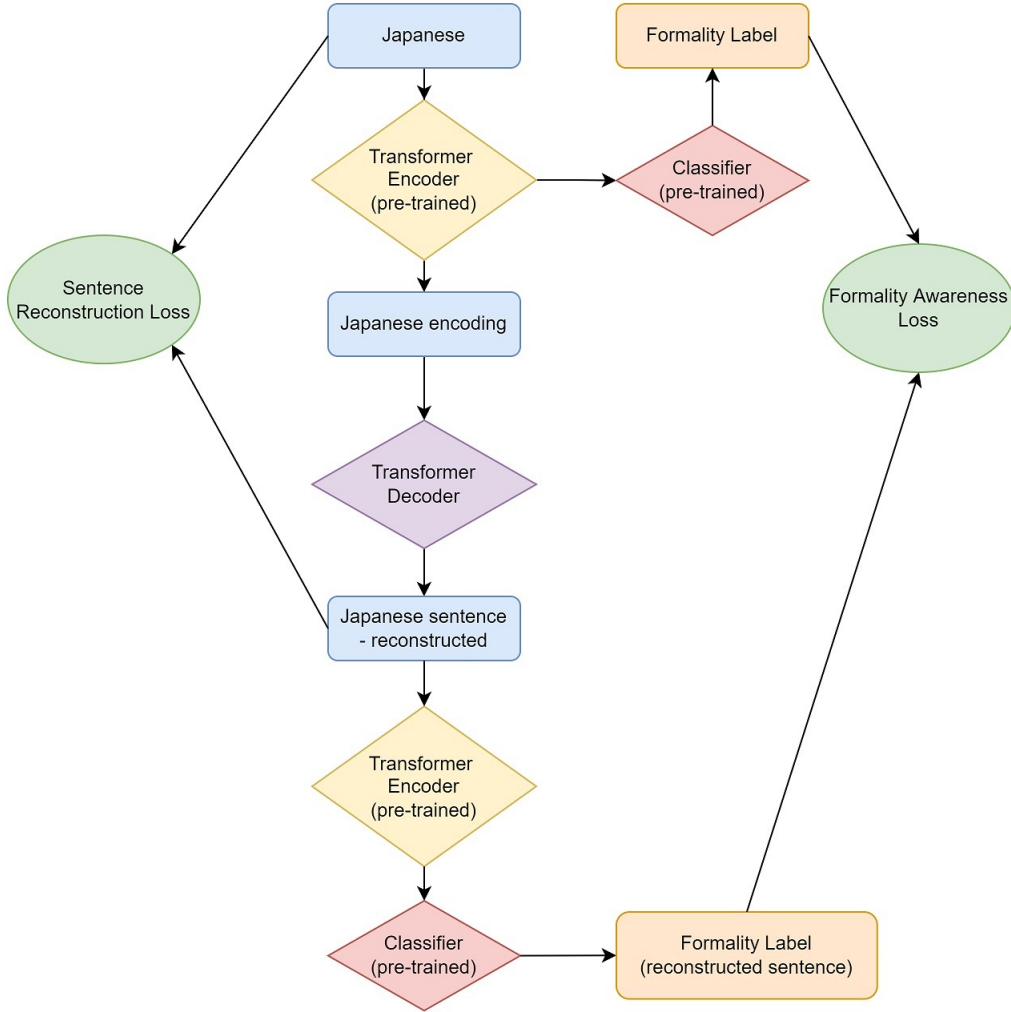 Japanese
Formality Label
Transformer
Encoder
(pre-trained)
Classifier
(pre-trained)
Sentence
Reconstruction Loss
Japanese encoding
Formality Awareness
Loss
Transformer
Decoder
Japanese sentence
- reconstructed
Transformer
Encoder
(pre-trained)
Classifier
(pre-trained)
Formality Label
(reconstructed sentence)